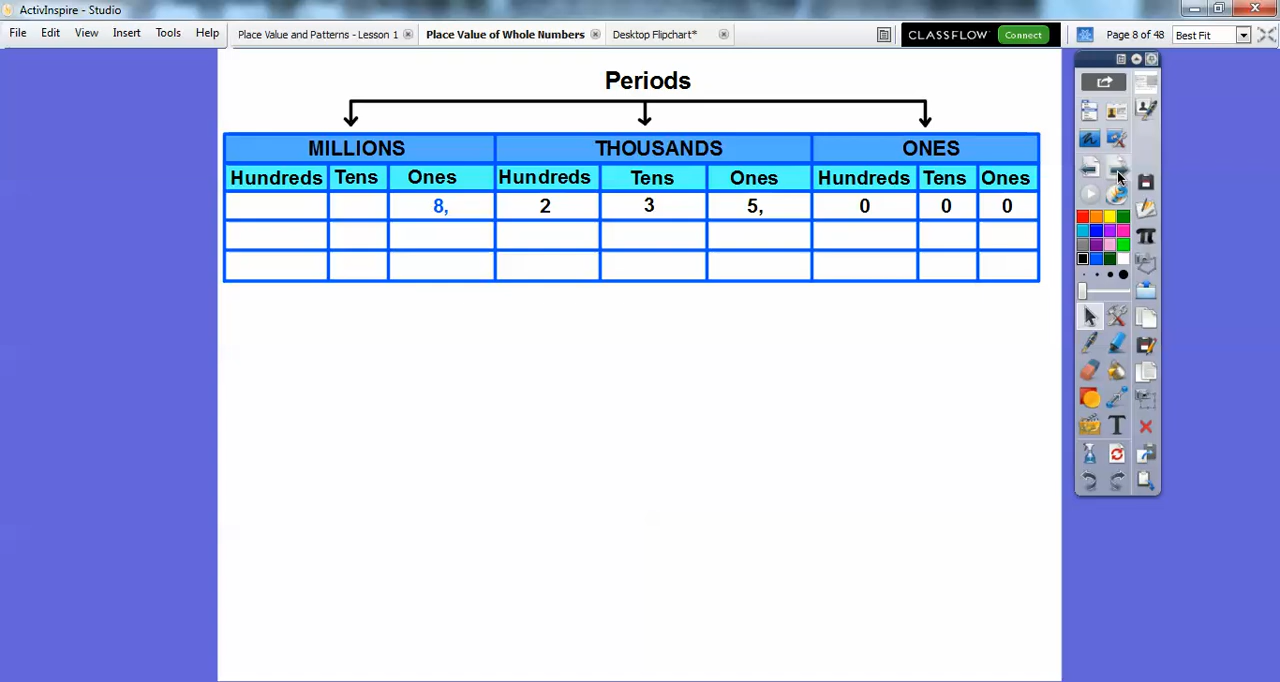 ActivInspire - Studio
File Edit View Insert Tools Help Place Value and Patterns - Lesson 1 Place Value of Whole Numbers Desktop Flipchart* CLASSFLOW Connect Page 8 of 48 Best Fit
Periods
MILLIONS THOUSANDS ONES
Hundreds Tens Ones Hundreds Tens Ones Hundreds Tens Ones
8, 2 3 5, 0 0 0